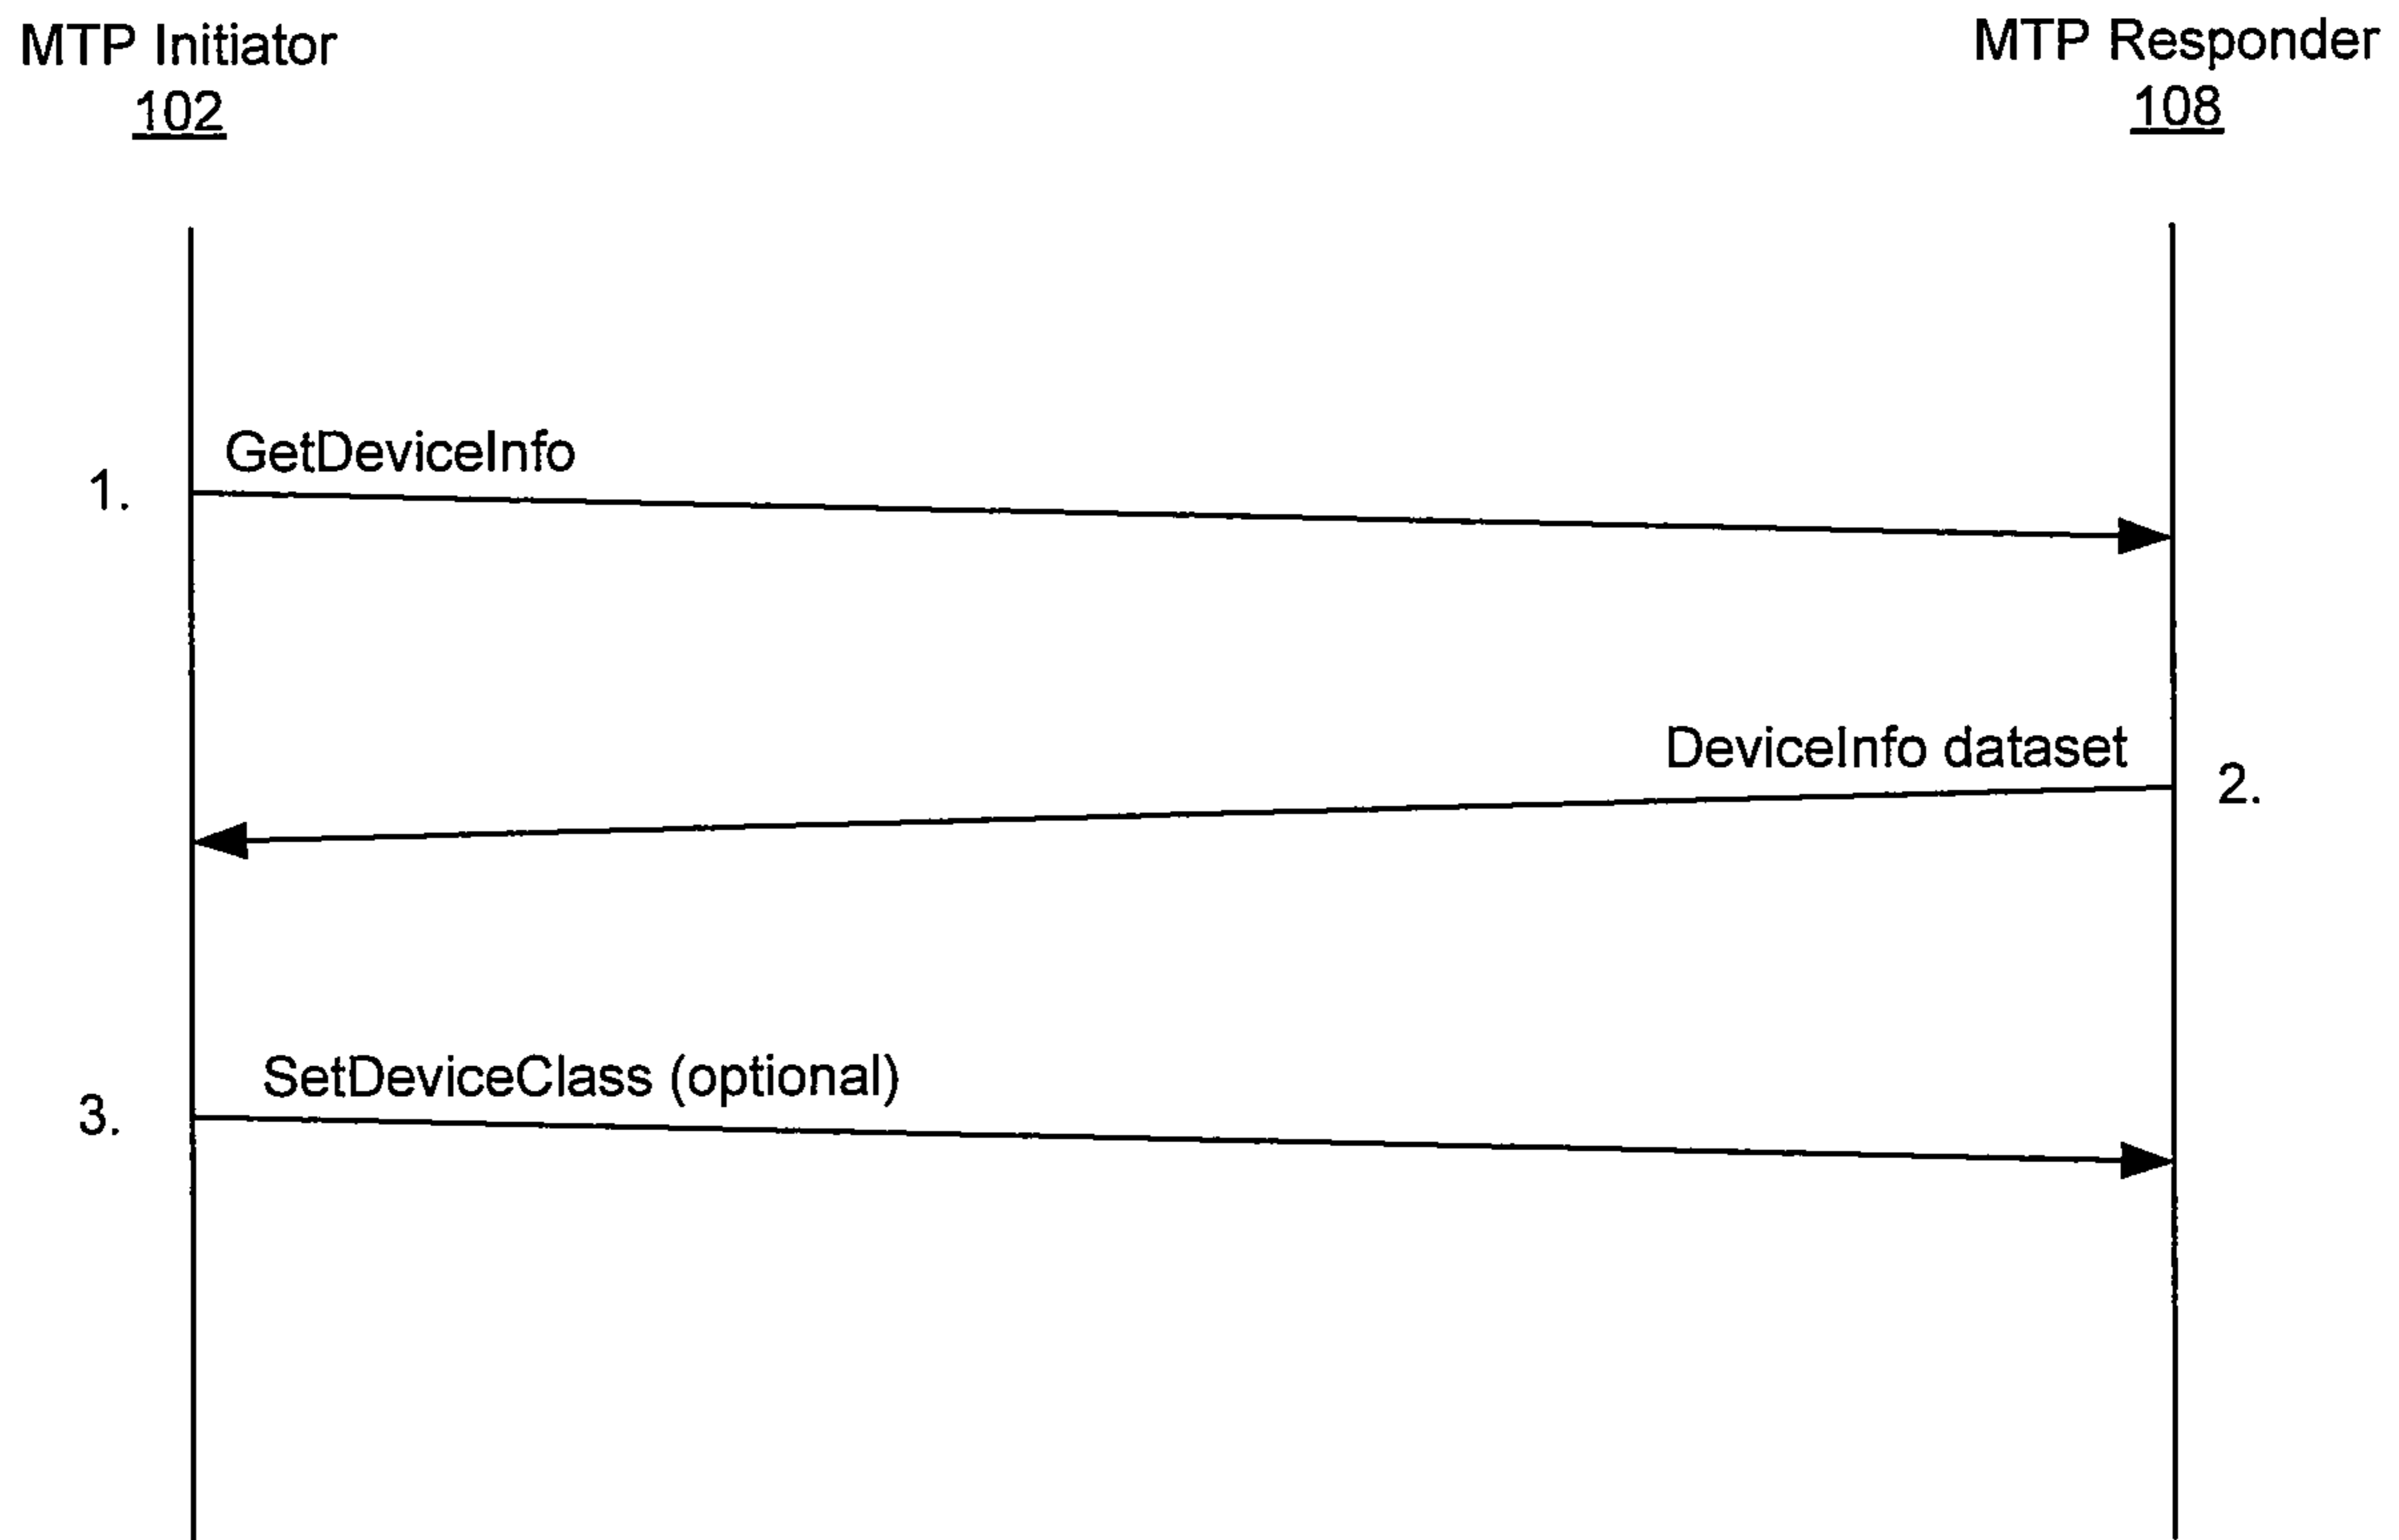 MTP Initiator
102
MTP Responder
108
GetDeviceInfo
1.
DeviceInfo dataset
2.
SetDeviceClass (optional)
3.